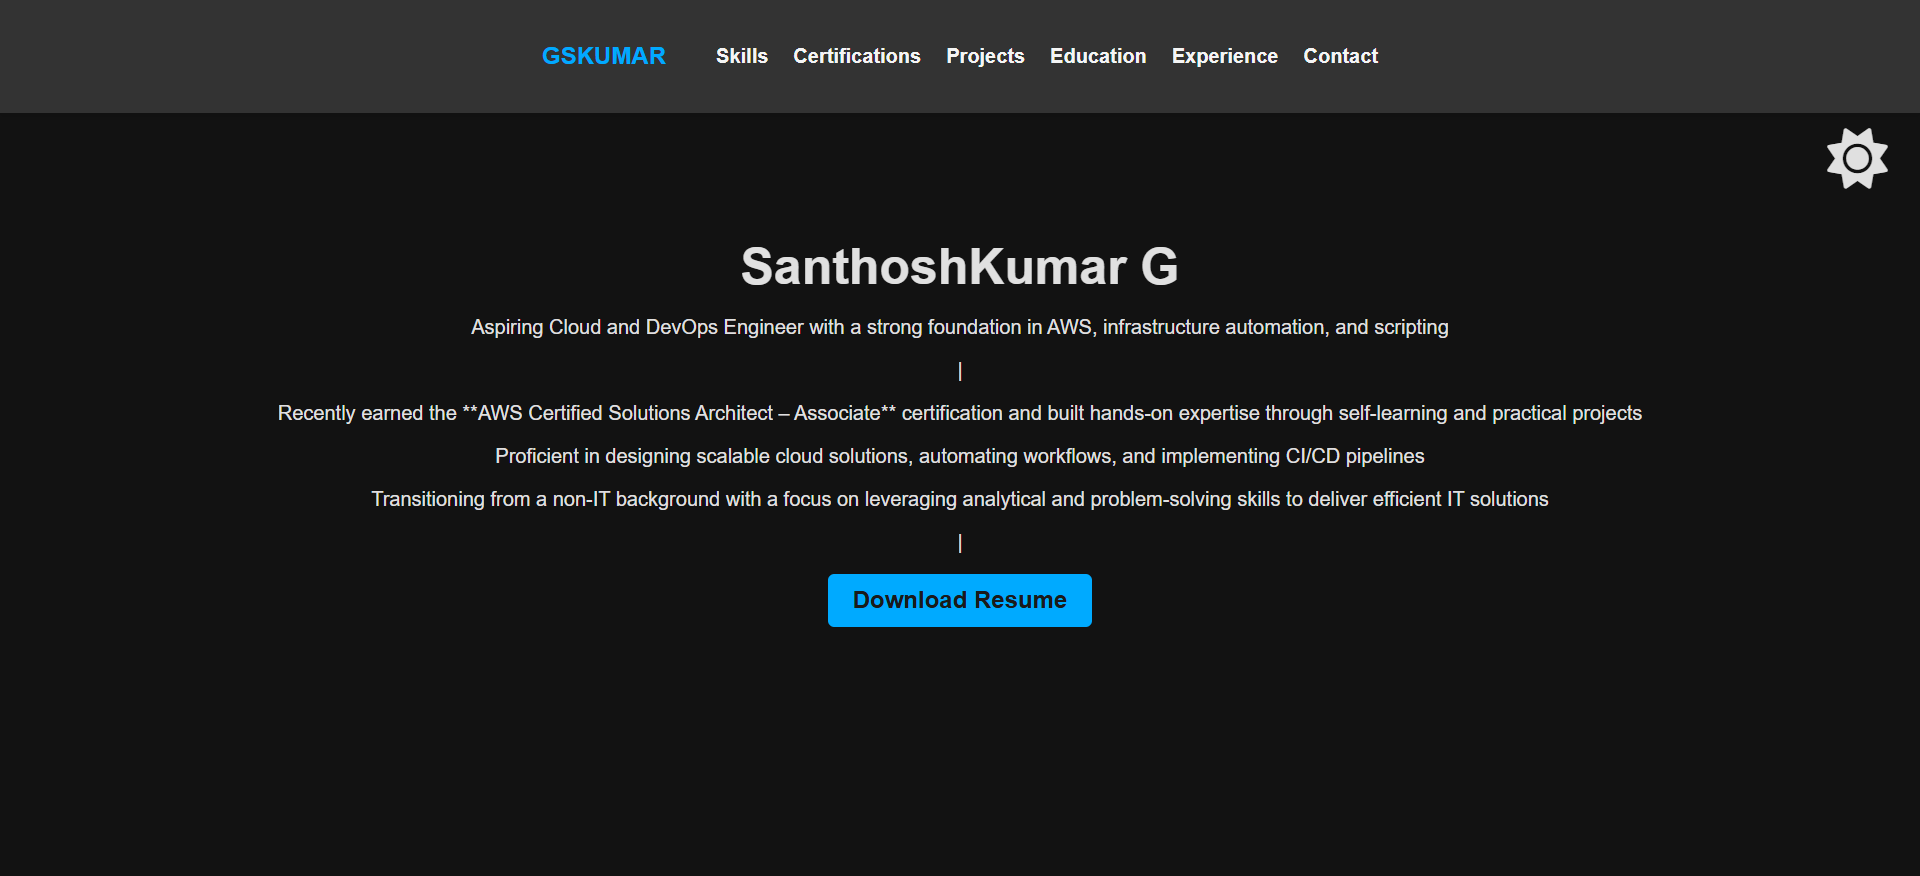 GSKUMAR Skills Certifications Projects Education Experience Contact
SanthoshKumar G
Aspiring Cloud and DevOps Engineer with a strong foundation in AWS, infrastructure automation, and scripting
|
Recently earned the **AWS Certified Solutions Architect – Associate** certification and built hands-on expertise through self-learning and practical projects
Proficient in designing scalable cloud solutions, automating workflows, and implementing CI/CD pipelines
Transitioning from a non-IT background with a focus on leveraging analytical and problem-solving skills to deliver efficient IT solutions
|
Download Resume